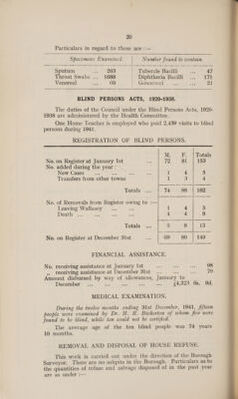 20
Particulars in regard to these are :—
Specimens Examined. Number found to contain.
Sputum ... 263 Tubercle Bacilli ... 47
Throat Swabs ... 1088 Diphtheria Bacilli ... 171
Venereal ... 69 Gonococci ... 21
BLIND PERSONS ACTS, 1920-1938.
The duties of the Council under the Blind Persons Acts, 1920-
1938 are administered by the Health Committee.
One Home Teacher is employed who paid 2,439 visits to blind
persons during 1941.
REGISTRATION OF BLIND PERSONS.
M. F. Totals
No. on Register at January 1st ... 72 81 153
No. added during the year :
New Cases ... 1 4 5
Transfers from other towns ... 1 3 4
Totals ... 74 88 162
No. of Removals from Register owing to —
Leaving Wallasey ... 1 4 5
Death ... 4 4 8
Totals ... 5 8 13
No. on Register at December 31st ... 69 80 149
FINANCIAL ASSISTANCE.
No. receiving assistance at January 1st ... 98
„ receiving assistance at December 31st ... 79
Amount disbursed by way of allowances, January to
December ... £4,323 0s. 0d.
MEDICAL EXAMINATION.
During the twelve months ending 31st December, 1941, fifteen
people were examined by Dr. H. H. of whom five were
found to be blind, while ten could not be certified.
The average age of the ten blind people was 74 years
10 months.
REMOVAL AND DISPOSAL OF HOUSE REFUSE.
This work is carried out under the direction of the Borough
Surveyor. There are no ashpits in the Borough. Particulars as to
the quantities of refuse and salvage disposed of in the past year
are as under :—